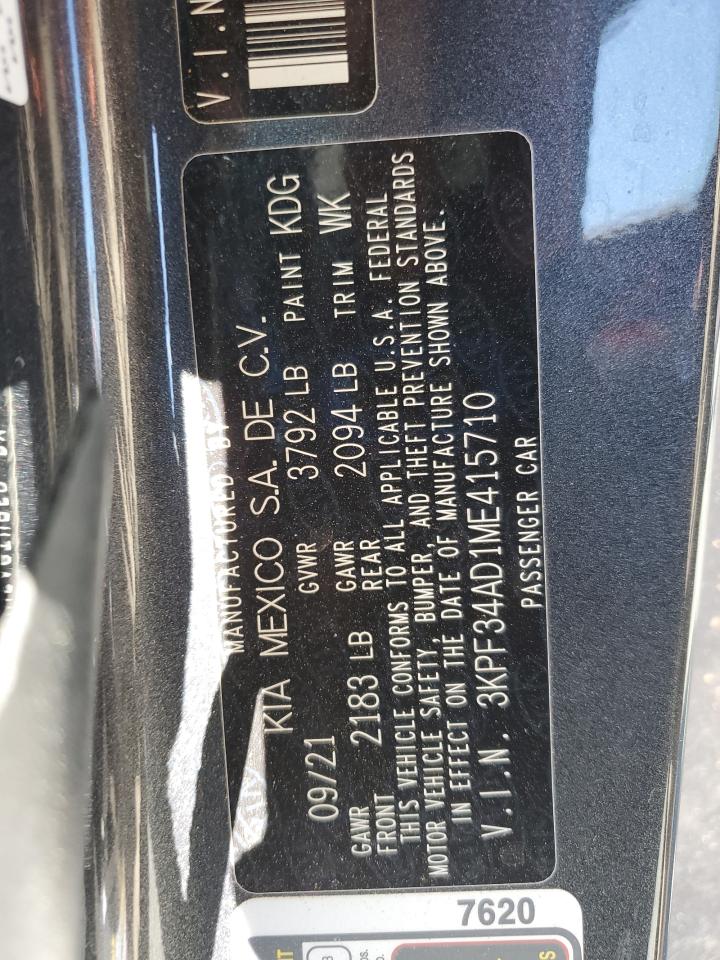 V.I.N
MANUFACTURED BY
KIA MEXICO S.A. DE C.V.
09/21 GVWR 3792 LB PAINT KDG
GAWR FRONT 2183 LB GAWR REAR 2094 LB TRIM WK
THIS VEHICLE CONFORMS TO ALL APPLICABLE U.S.A. FEDERAL
MOTOR VEHICLE SAFETY, BUMPER, AND THEFT PREVENTION STANDARDS
IN EFFECT ON THE DATE OF MANUFACTURE SHOWN ABOVE.
V.I.N. 3KPF34AD1ME415710
PASSENGER CAR
7620